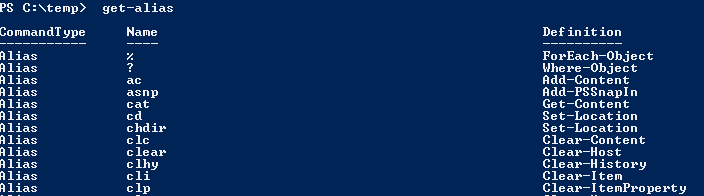 PS C:\temp> get-alias
CommandType Name Definition
----------- ---- ----------
Alias % ForEach-Object
Alias ? Where-Object
Alias ac Add-Content
Alias asnp Add-PSSnapIn
Alias cat Get-Content
Alias cd Set-Location
Alias chdir Set-Location
Alias clc Clear-Content
Alias clear Clear-Host
Alias clhy Clear-History
Alias cli Clear-Item
Alias clp Clear-ItemProperty